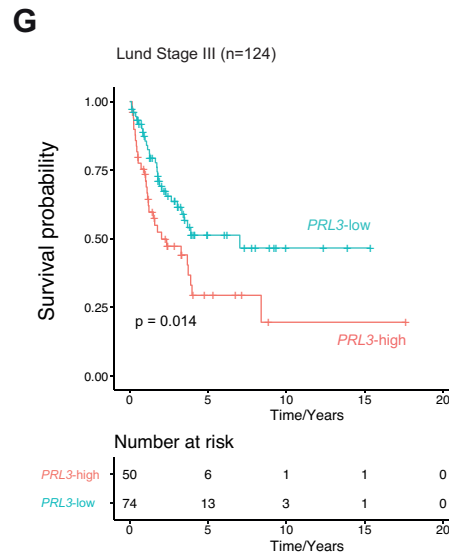 G
Lund Stage III (n=124)
Survival probability
1.00
0.75
0.50
0.25
0.00
PRL3-low
PRL3-high
p = 0.014
0 5 10 15 20
Time/Years
Number at risk
PRL3-high 50 6 1 1 0
PRL3-low 74 13 3 1 0
0 5 10 15 20
Time/Years